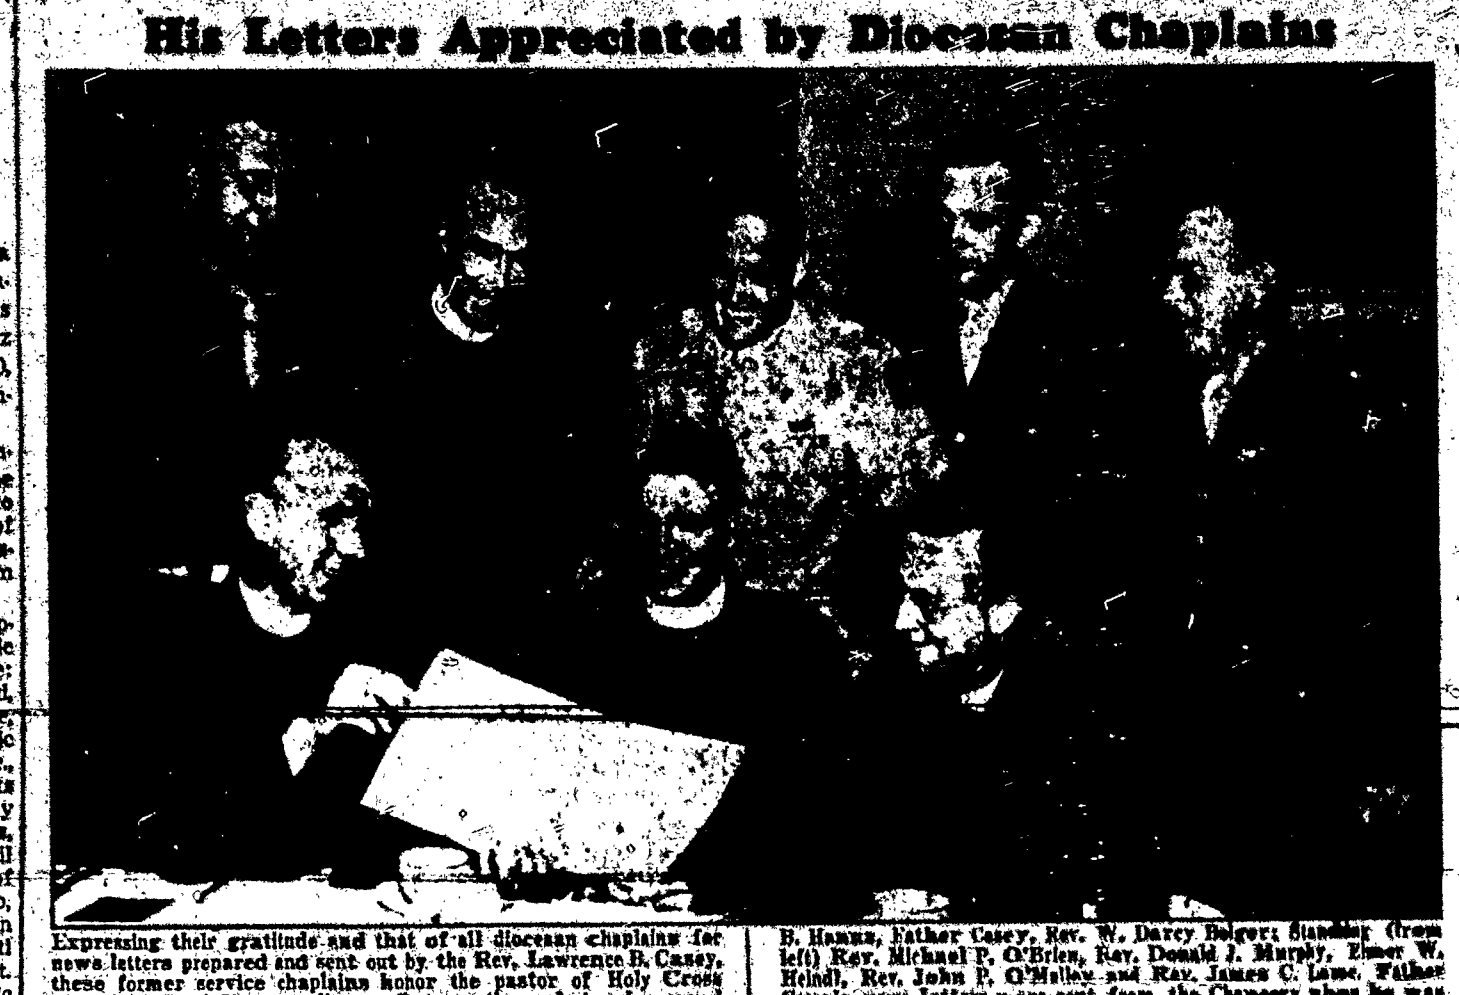 His Letters Appreciated by Diocesan Chaplains
Expressing their gratitude and that of all diocesan chaplains for
news letters prepared and sent out by the Rev. Lawrence B. Casey,
these former service chaplains honor the pastor of Holy Cross
B. Hanna, Father Casey, Rev. W. Darcy Bolger; Standing (from
left) Rev. Michael P. O'Brien, Rev. Donald J. Murphy, Elmer W.
Heindl, Rev. John P. O'Malley and Rev. James C. Lane. Father